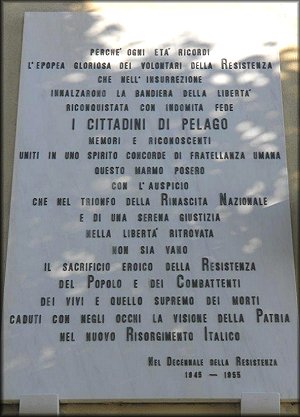 PERCHE' OGNI ETÀ RICORDI
L'EPOPEA GLORIOSA DEI VOLONTARI DELLA RESISTENZA
CHE NELL'INSURREZIONE
INNALZARONO LA BANDIERA DELLA LIBERTÀ
RICONQUISTATA CON INDOMITA FEDE
I CITTADINI DI PELAGO
MEMORI E RICONOSCENTI
UNITI IN UNO SPIRITO CONCORDE DI FRATELLANZA UMANA
QUESTO MARMO POSERO
CON L'AUSPICIO
CHE NEL TRIONFO DELLA RINASCITA NAZIONALE
E DI UNA SERENA GIUSTIZIA
NELLA LIBERTÀ RITROVATA
NON SIA VANO
IL SACRIFICIO EROICO DELLA RESISTENZA
DEL POPOLO E DEI COMBATTENTI
DEI VIVI E QUELLO SUPREMO DEI MORTI
CADUTI CON NEGLI OCCHI LA VISIONE DELLA PATRIA
NEL NUOVO RISORGIMENTO ITALICO
NEL DECENNALE DELLA RESISTENZA
1945 — 1955